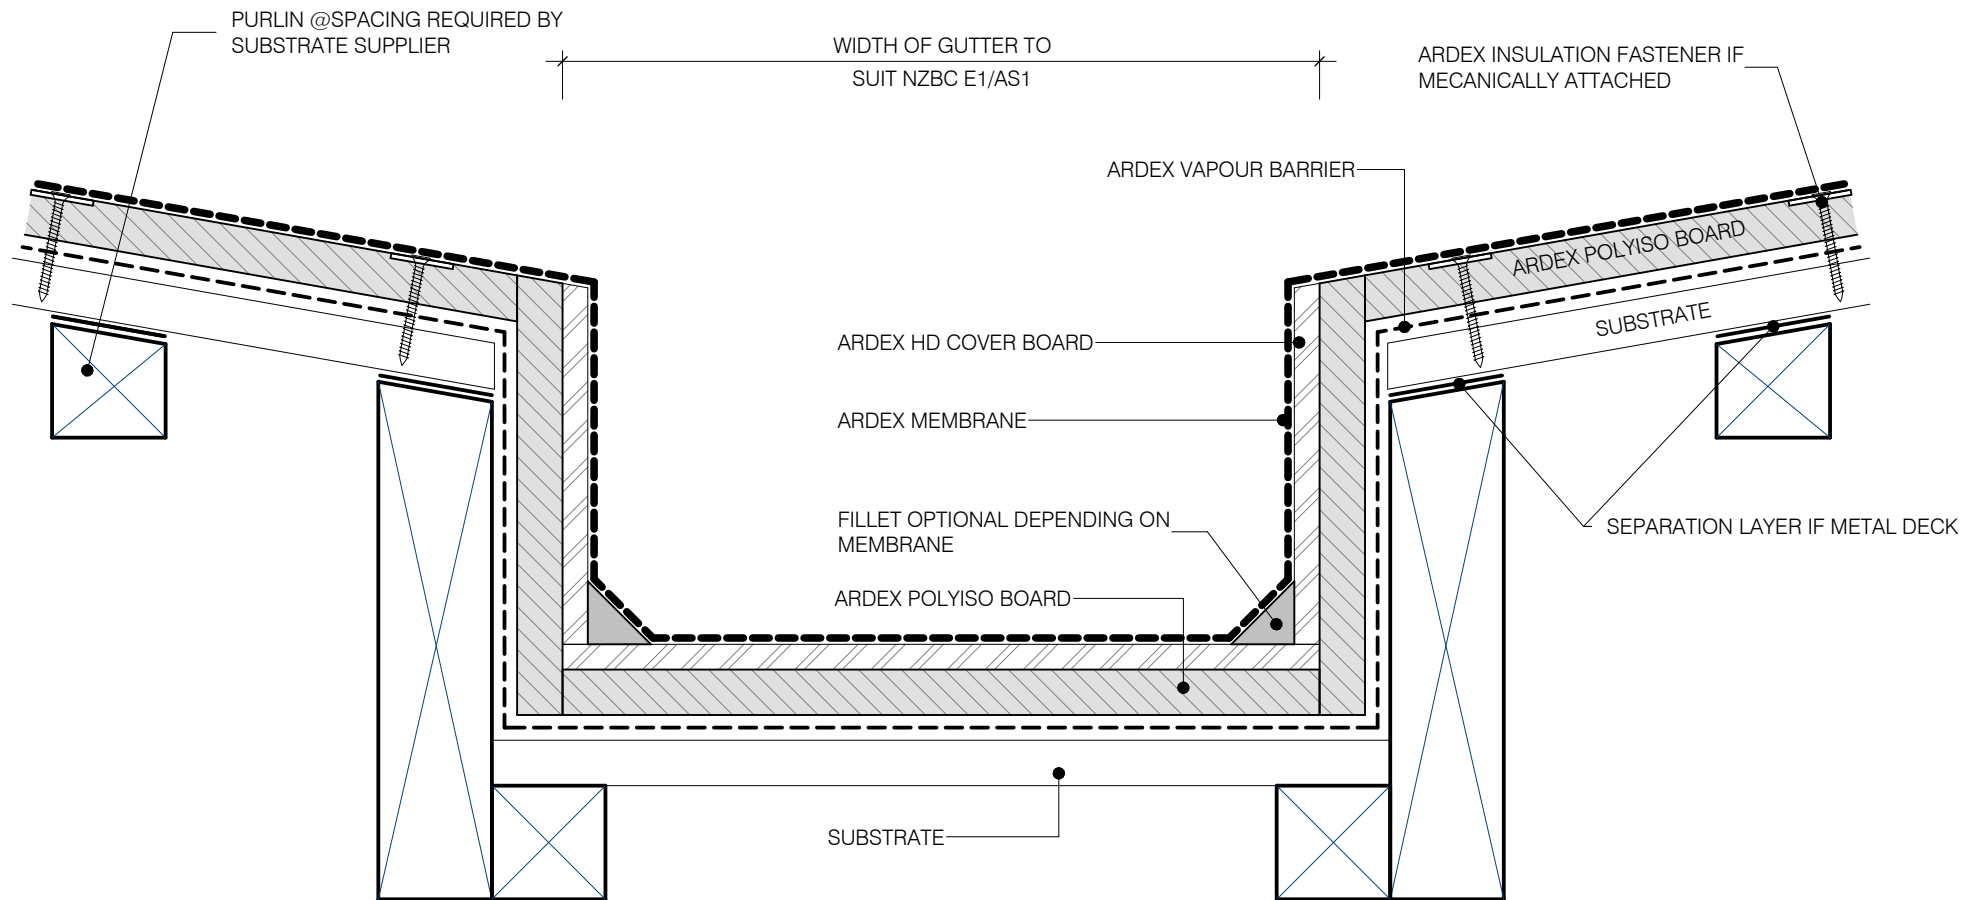 PURLIN @SPACING REQUIRED BY
SUBSTRATE SUPPLIER
WIDTH OF GUTTER TO
SUIT NZBC E1/AS1
ARDEX INSULATION FASTENER IF
MECANICALLY ATTACHED
ARDEX VAPOUR BARRIER
ARDEX POLYISO BOARD
SUBSTRATE
ARDEX HD COVER BOARD
ARDEX MEMBRANE
FILLET OPTIONAL DEPENDING ON
MEMBRANE
SEPARATION LAYER IF METAL DECK
ARDEX POLYISO BOARD
SUBSTRATE